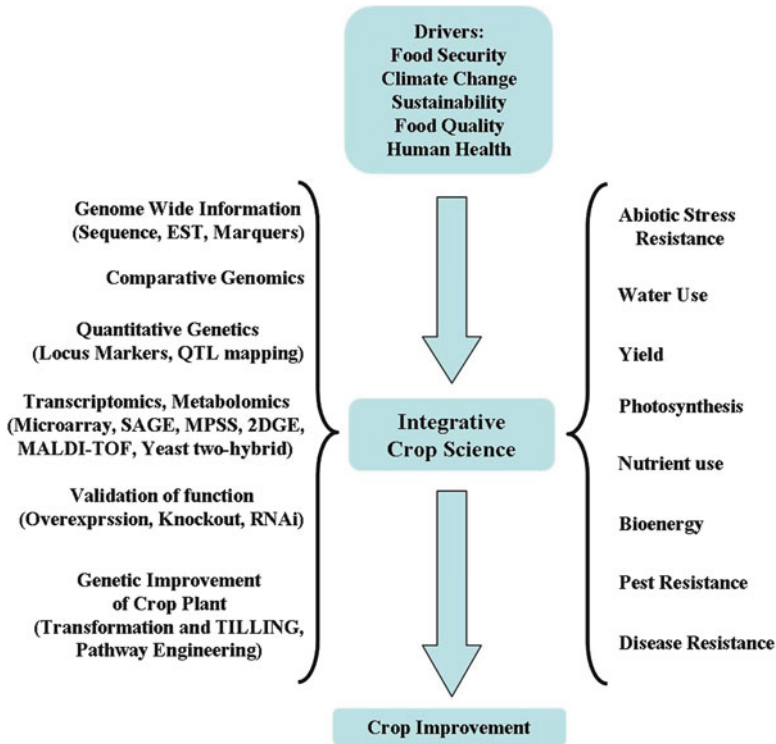 Drivers:
Food Security
Climate Change
Sustainability
Food Quality
Human Health
Genome Wide Information
(Sequence, EST, Marquers)
Comparative Genomics
Quantitative Genetics
(Locus Markers, QTL mapping)
Transcriptomics, Metabolomics
(Microarray, SAGE, MPSS, 2DGE,
MALDI-TOF, Yeast two-hybrid)
Validation of function
(Overexprssion, Knockout, RNAi)
Genetic Improvement
of Crop Plant
(Transformation and TILLING,
Pathway Engineering)
Integrative
Crop Science
Abiotic Stress
Resistance
Water Use
Yield
Photosynthesis
Nutrient use
Bioenergy
Pest Resistance
Disease Resistance
Crop Improvement